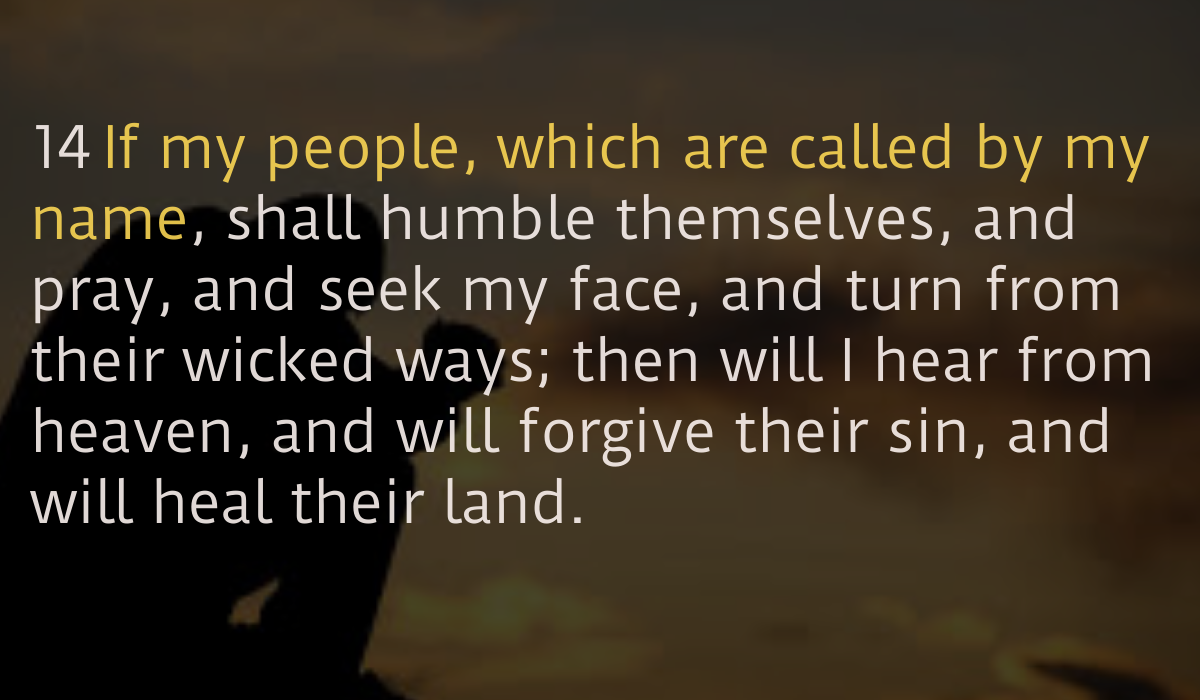 14 If my people, which are called by my
name, shall humble themselves, and
pray, and seek my face, and turn from
their wicked ways; then will I hear from
heaven, and will forgive their sin, and
will heal their land.